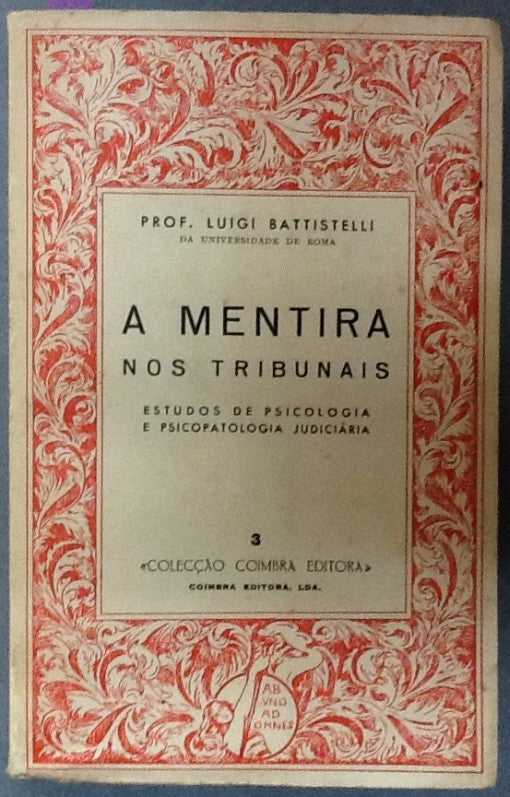 PROF. LUIGI BATTISTELLI
DA UNIVERSIDADE DE ROMA
A MENTIRA
NOS TRIBUNAIS
ESTUDOS DE PSICOLOGIA
E PSICOPATOLOGIA JUDICIÁRIA
3
«COLECÇÃO COIMBRA EDITORA»
COIMBRA EDITORA, LDA.
AB
VNO
AD
OMNES